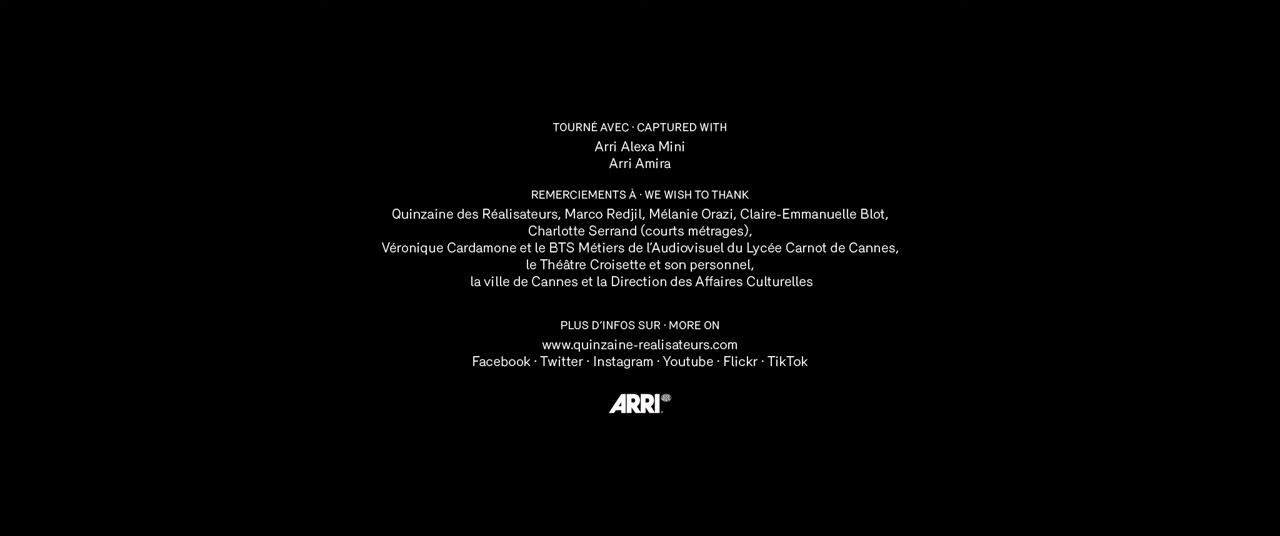 TOURNÉ AVEC · CAPTURED WITH
Arri Alexa Mini
Arri Amira
REMERCIEMENTS À · WE WISH TO THANK
Quinzaine des Réalisateurs, Marco Redjil, Mélanie Orazi, Claire-Emmanuelle Blot,
Charlotte Serrand (courts métrages),
Véronique Cardamone et le BTS Métiers de l’Audiovisuel du Lycée Carnot de Cannes,
le Théâtre Croisette et son personnel,
la ville de Cannes et la Direction des Affaires Culturelles
PLUS D’INFOS SUR · MORE ON
www.quinzaine-realisateurs.com
Facebook · Twitter · Instagram · Youtube · Flickr · TikTok
ARRI